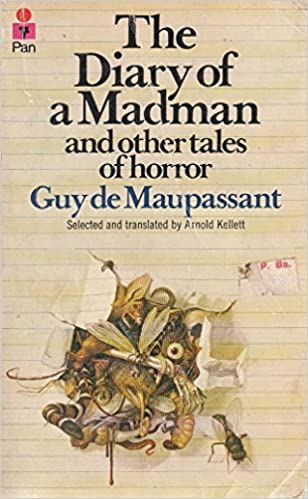 Pan
The
Diary of
a Madman
and other tales
of horror
Guy de Maupassant
Selected and translated by Arnold Kellett
P. Bs.